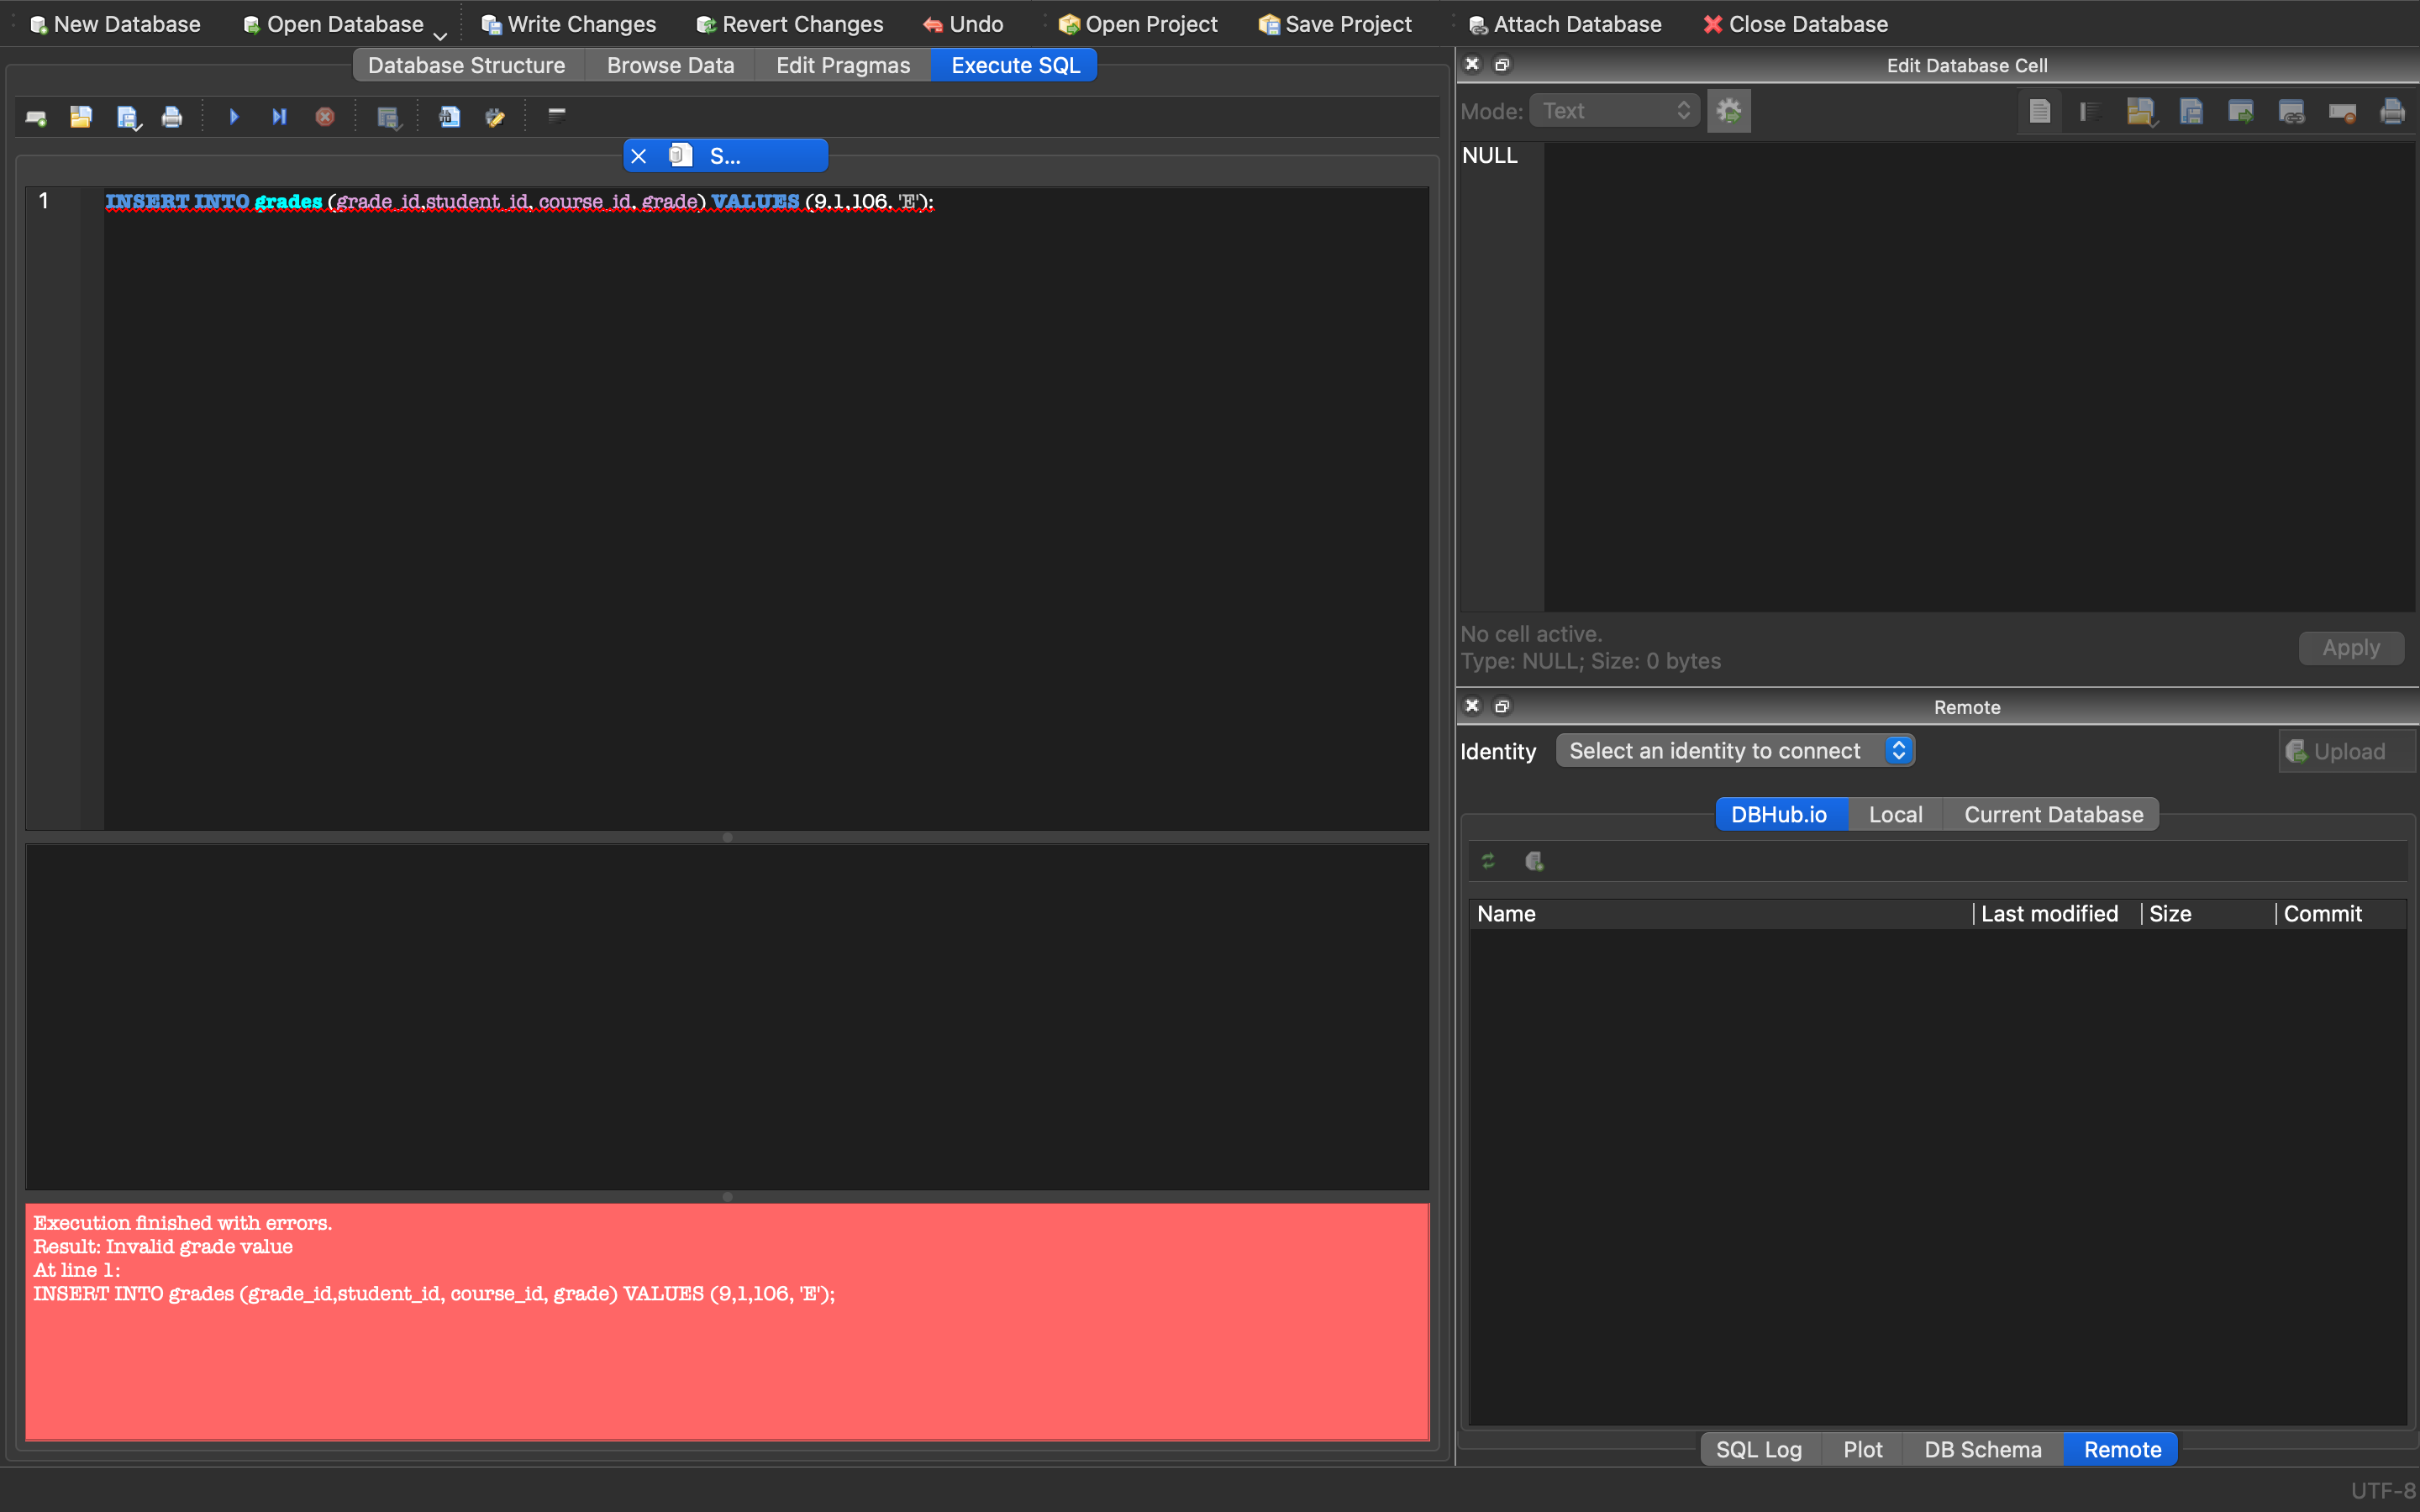 New Database Open Database Write Changes Revert Changes Undo Open Project Save Project Attach Database Close Database
Database Structure Browse Data Edit Pragmas Execute SQL
S...
1 INSERT INTO grades (grade_id,student_id, course_id, grade) VALUES (9,1,106, 'E');
Execution finished with errors.
Result: Invalid grade value
At line 1:
INSERT INTO grades (grade_id,student_id, course_id, grade) VALUES (9,1,106, 'E');
Edit Database Cell
Mode: Text
NULL
No cell active.
Type: NULL; Size: 0 bytes
Apply
Remote
Identity Select an identity to connect Upload
DBHub.io Local Current Database
Name Last modified Size Commit
SQL Log Plot DB Schema Remote
UTF-8